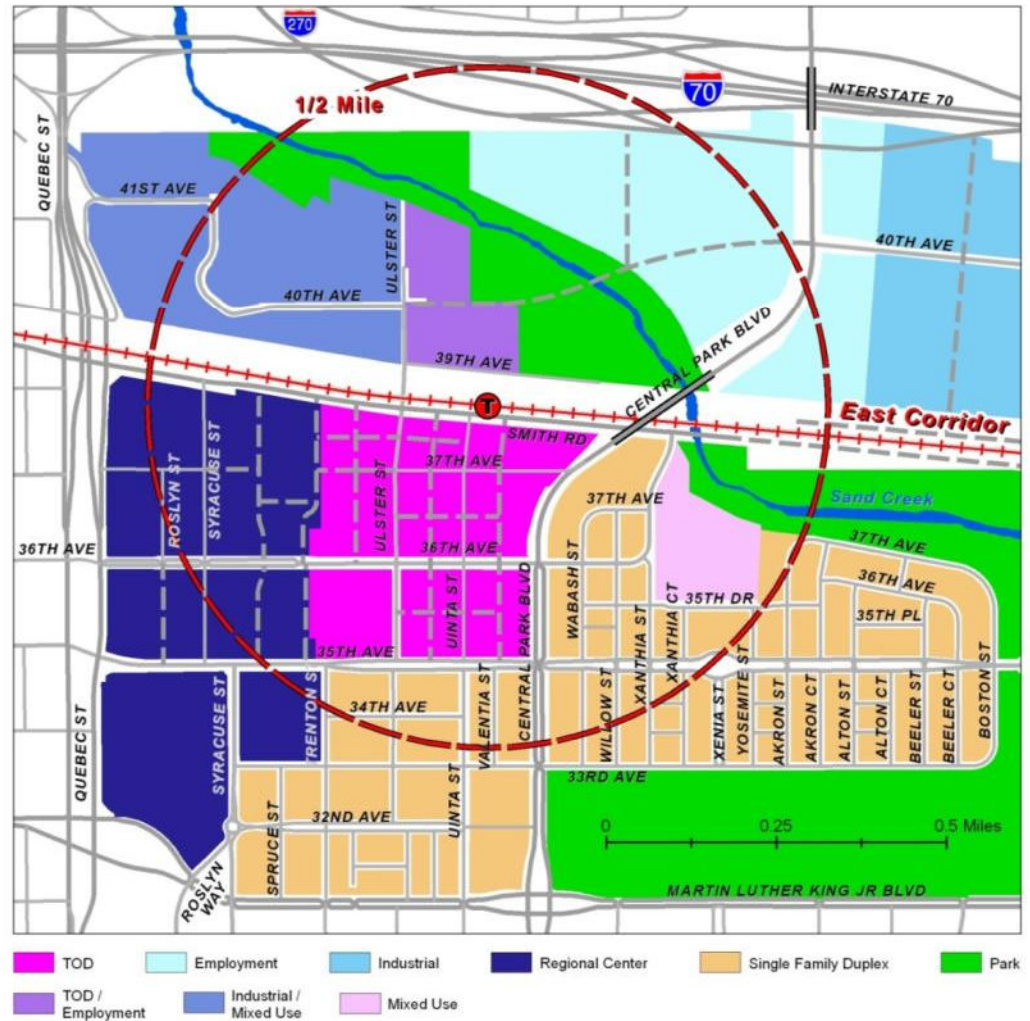 270
1/2 Mile
70
INTERSTATE 70
QUEBEC ST
41ST AVE
ULSTER ST
40TH AVE
40TH AVE
39TH AVE
CENTRAL PARK BLVD
T
East Corridor
SMITH RD
ROSLYN ST
SYRACUSE ST
ULSTER ST
37TH AVE
37TH AVE
Sand Creek
36TH AVE
36TH AVE
37TH AVE
36TH AVE
UINTA ST
CENTRAL PARK BLVD
WABASH ST
XANTHIA ST
XANTHIA CT
35TH DR
35TH PL
35TH AVE
QUEBEC ST
SYRACUSE ST
TRENTON ST
34TH AVE
VALENTIA ST
WILLOW ST
XENIA ST
YOSEMITE ST
AKRON ST
AKRON CT
ALTON ST
ALTON CT
BEELER ST
BEELER CT
BOSTON ST
33RD AVE
UINTA ST
32ND AVE
SPRUCE ST
ROSLYN
WAY
0 0.25 0.5 Miles
MARTIN LUTHER KING JR BLVD
TOD Employment Industrial Regional Center Single Family Duplex Park
TOD /
Employment
Industrial /
Mixed Use
Mixed Use